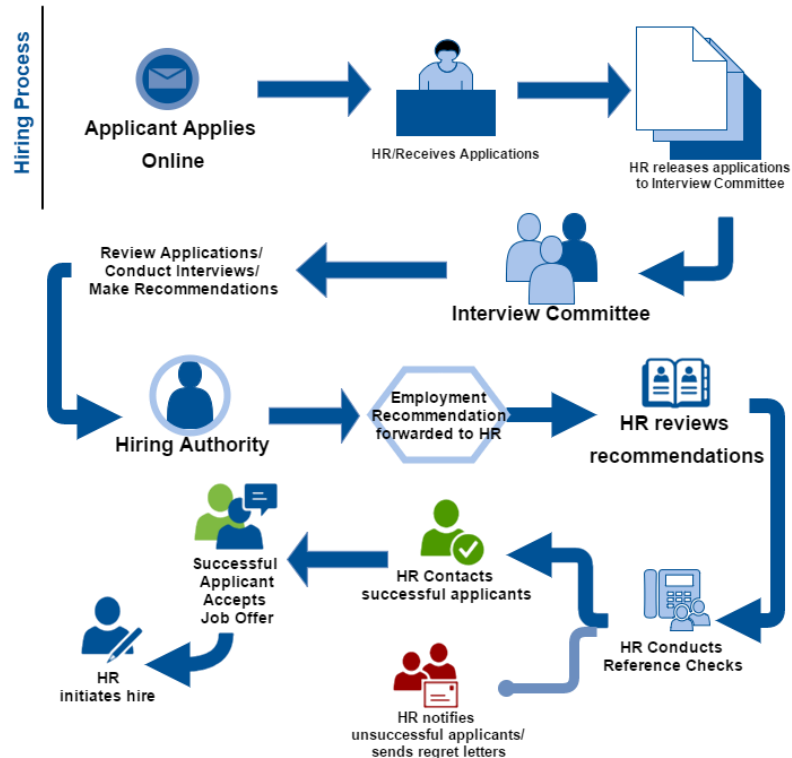 Hiring Process
Applicant Applies
Online
HR/Receives Applications
HR releases applications
to Interview Committee
Review Applications/
Conduct Interviews/
Make Recommendations
Interview Committee
Hiring Authority
Employment
Recommendation
forwarded to HR
HR reviews
recommendations
Successful
Applicant
Accepts
Job Offer
HR Contacts
successful applicants
HR Conducts
Reference Checks
HR
initiates hire
HR notifies
unsuccessful applicants/
sends regret letters